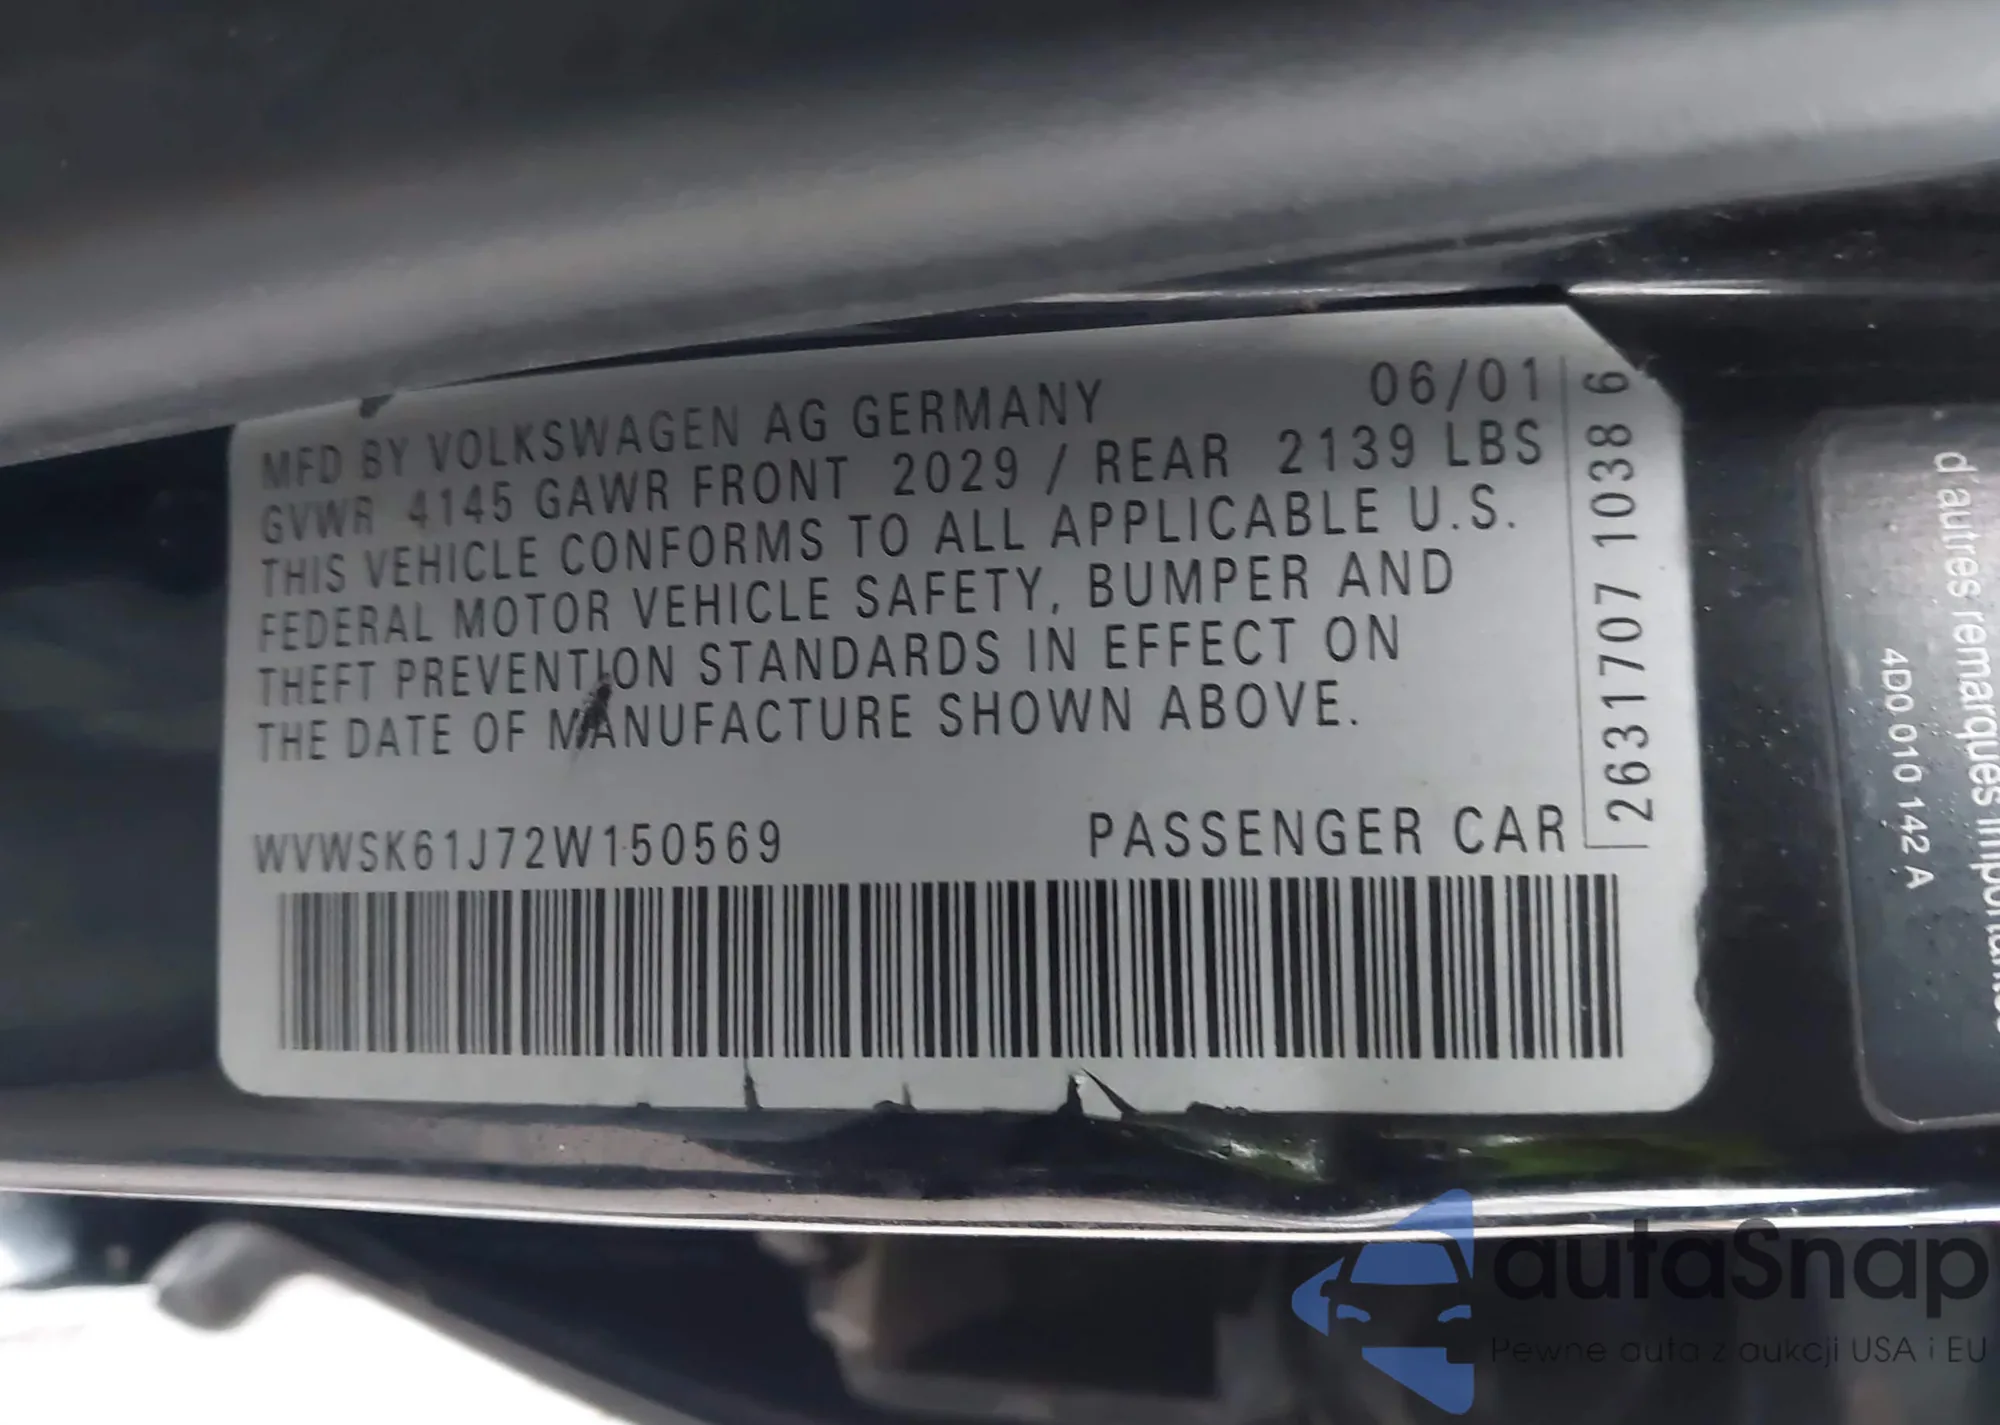 MFD BY VOLKSWAGEN AG GERMANY 06/01
GVWR 4145 GAWR FRONT 2029 / REAR 2139 LBS
THIS VEHICLE CONFORMS TO ALL APPLICABLE U.S.
FEDERAL MOTOR VEHICLE SAFETY, BUMPER AND
THEFT PREVENTION STANDARDS IN EFFECT ON
THE DATE OF MANUFACTURE SHOWN ABOVE.
WVWSK61J72W150569 PASSENGER CAR
2631707 1038 6
d'autres remarques
4D0 010 142 A
autaSnap
Pewne auta z aukcji USA i EU